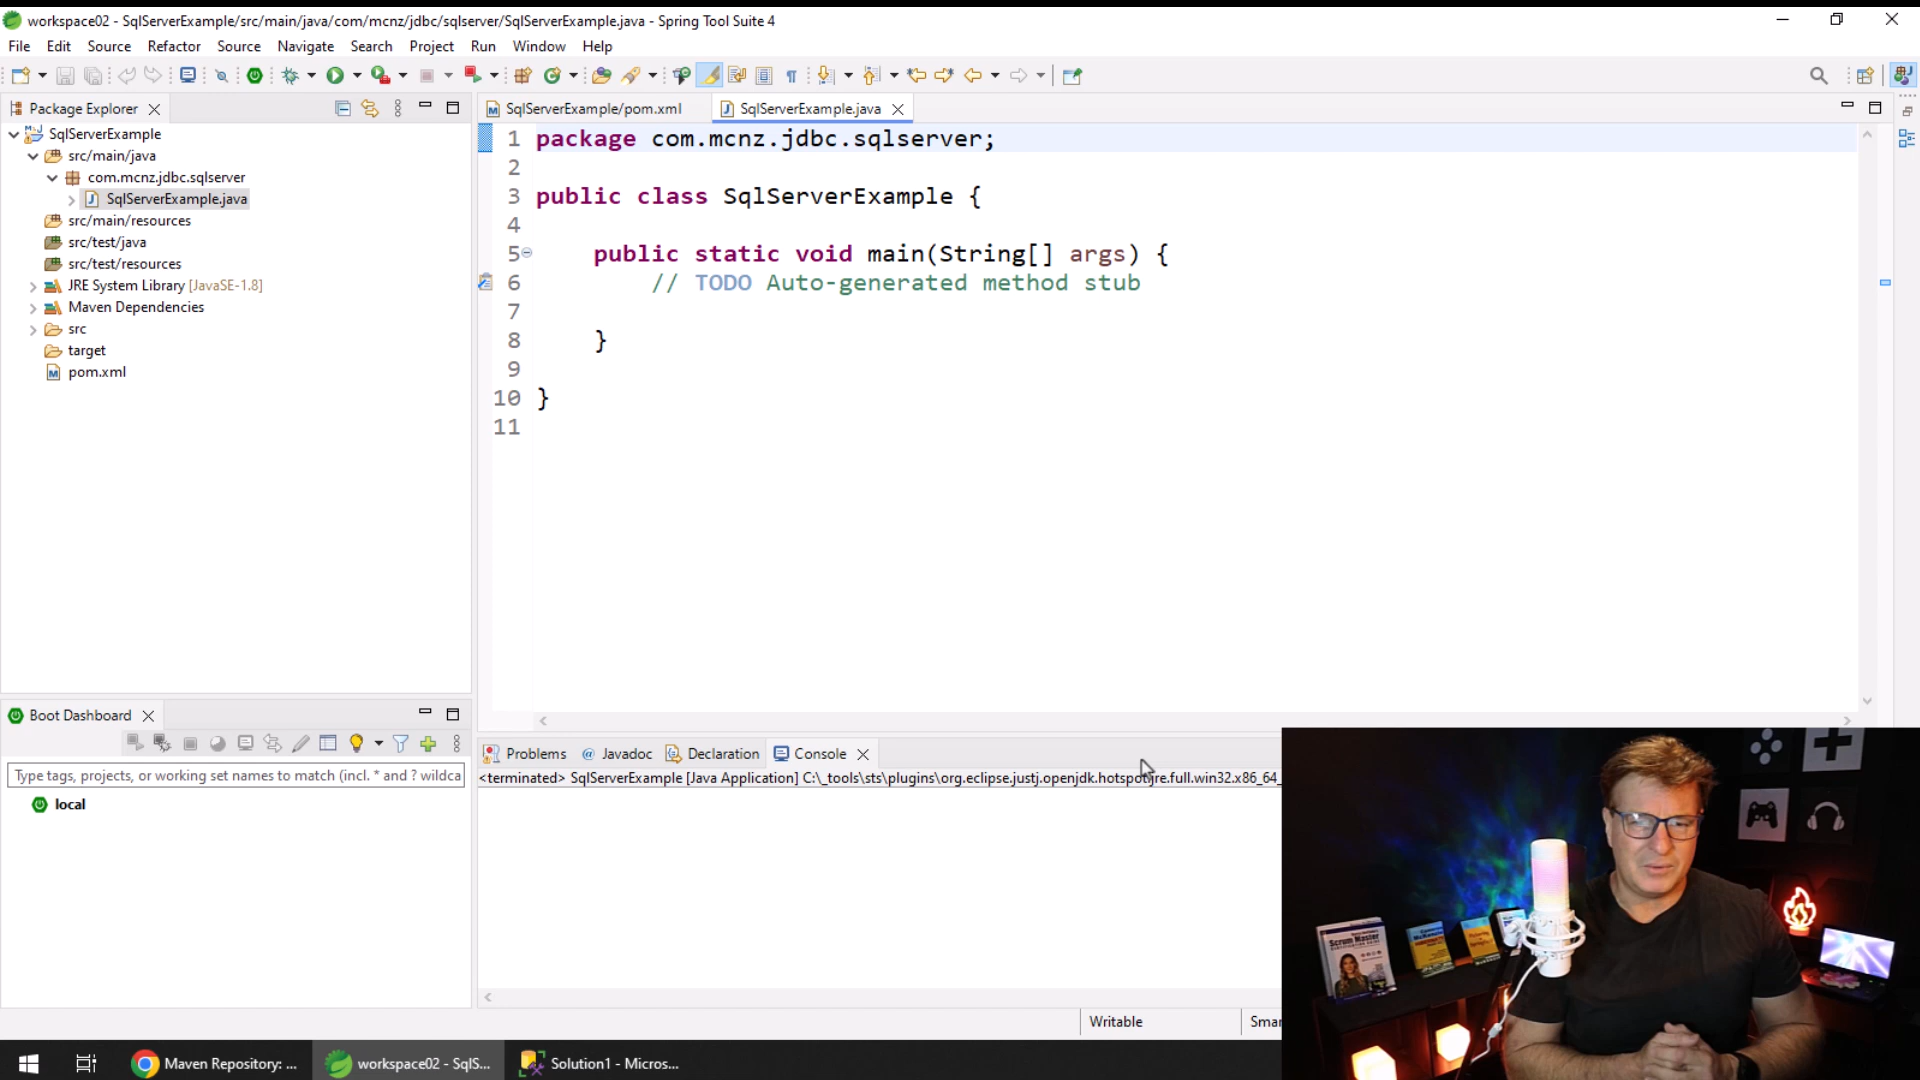 workspace02 - SqlServerExample/src/main/java/com/mcnz/jdbc/sqlserver/SqlServerExample.java - Spring Tool Suite 4
File Edit Source Refactor Source Navigate Search Project Run Window Help
Package Explorer
SqlServerExample
src/main/java
com.mcnz.jdbc.sqlserver
SqlServerExample.java
src/main/resources
src/test/java
src/test/resources
JRE System Library [JavaSE-1.8]
Maven Dependencies
src
target
pom.xml
SqlServerExample/pom.xml
SqlServerExample.java
1 package com.mcnz.jdbc.sqlserver;
2
3 public class SqlServerExample {
4
5 public static void main(String[] args) {
6 // TODO Auto-generated method stub
7
8 }
9
10 }
11
Boot Dashboard
Type tags, projects, or working set names to match (incl. * and ? wildca
local
Problems @ Javadoc Declaration Console
<terminated> SqlServerExample [Java Application] C:\_tools\sts\plugins\org.eclipse.justj.openjdk.hotspot.jre.full.win32.x86_64_
Writable
Smar
Scrum Master
Maven Repository: ...
workspace02 - SqlS...
Solution1 - Micros...